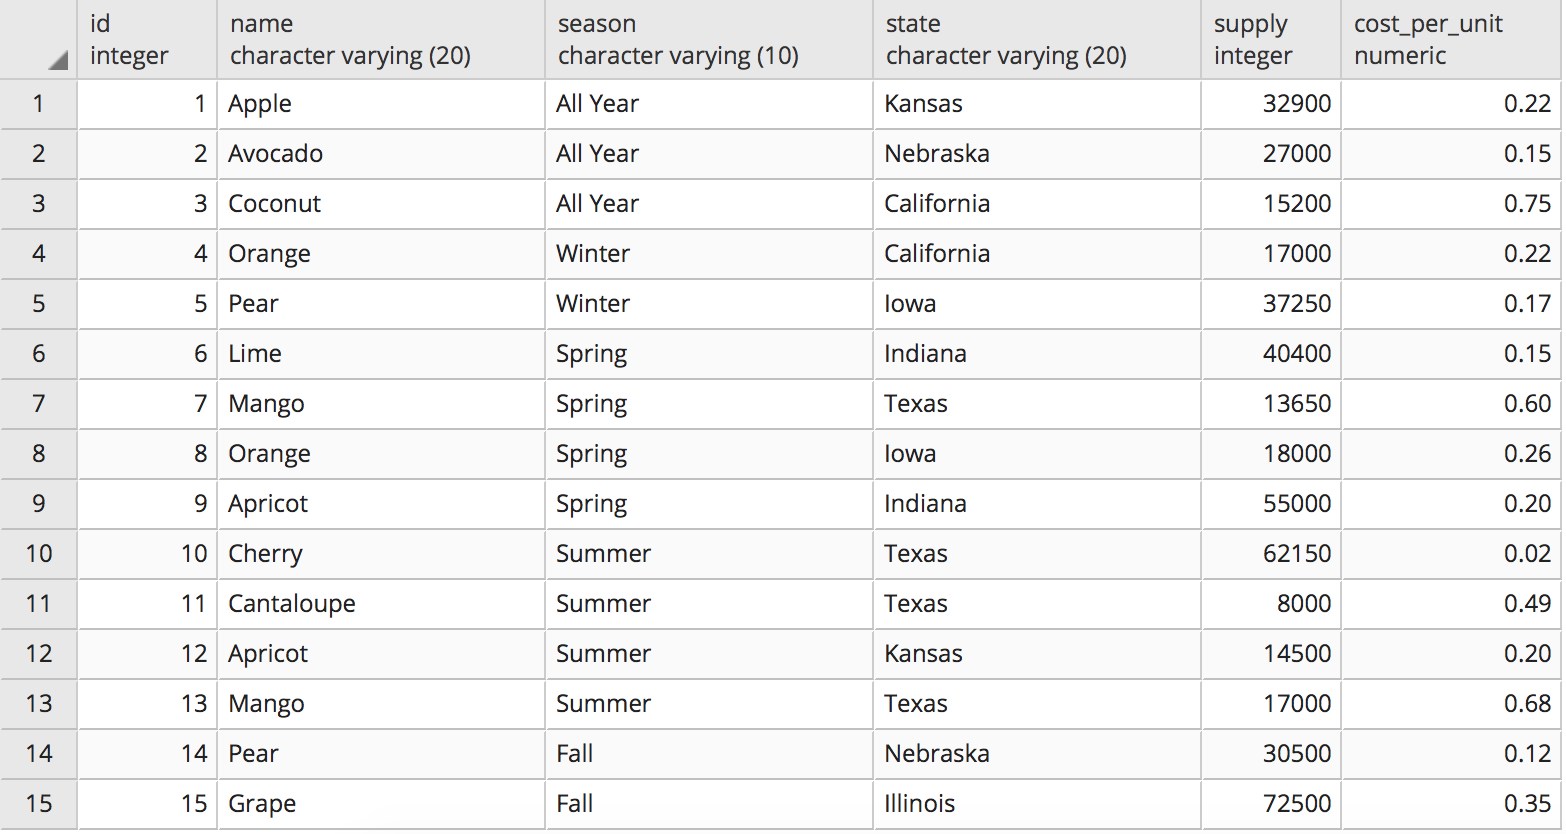 id name season state supply cost_per_unit
integer character varying (20) character varying (10) character varying (20) integer numeric
1 1 Apple All Year Kansas 32900 0.22
2 2 Avocado All Year Nebraska 27000 0.15
3 3 Coconut All Year California 15200 0.75
4 4 Orange Winter California 17000 0.22
5 5 Pear Winter Iowa 37250 0.17
6 6 Lime Spring Indiana 40400 0.15
7 7 Mango Spring Texas 13650 0.60
8 8 Orange Spring Iowa 18000 0.26
9 9 Apricot Spring Indiana 55000 0.20
10 10 Cherry Summer Texas 62150 0.02
11 11 Cantaloupe Summer Texas 8000 0.49
12 12 Apricot Summer Kansas 14500 0.20
13 13 Mango Summer Texas 17000 0.68
14 14 Pear Fall Nebraska 30500 0.12
15 15 Grape Fall Illinois 72500 0.35